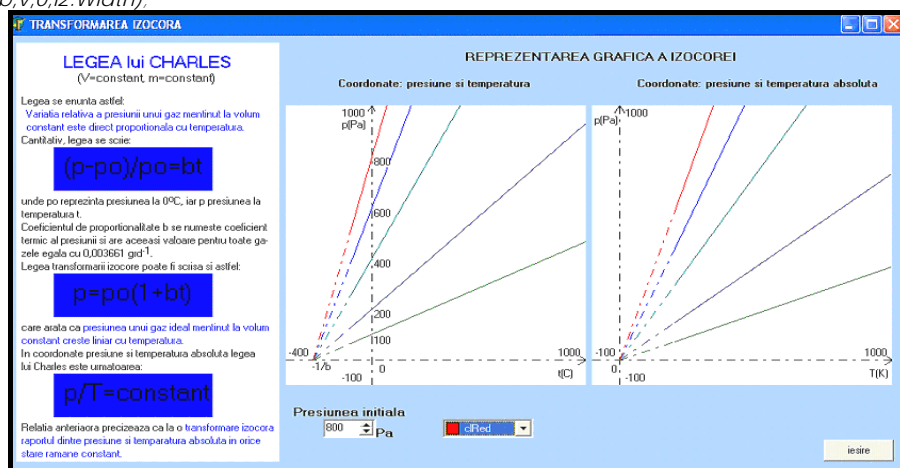 b,v,0,i2.Width);
TRANSFORMAREA IZOCORA
LEGEA lui CHARLES
(V=constant, m=constant)
Legea se enunta astfel:
Variatia relativa a presiunii unui gaz mentinut la volum
constant este direct proportionala cu temperatura.
Cantitativ, legea se scrie:
(p-po)/po=bt
unde po reprezinta presiunea la 0ºC, iar p presiunea la
temperatura t.
Coeficientul de proportionalitate b se numeste coeficient
termic al presiunii si are aceeasi valoare pentru toate ga-
zele egala cu 0,003661 grd-1.
Legea transformarii izocore poate fi scrisa si astfel:
p=po(1+bt)
care arata ca presiunea unui gaz ideal mentinut la volum
constant creste liniar cu temperatura.
In coordonate presiune si temperatura absoluta legea
lui Charles este urmatoarea:
p/T=constant
Relatia anterioara precizeaza ca la o transformare izocora
raportul dintre presiune si temperatura absoluta in orice
stare ramane constant.
REPREZENTAREA GRAFICA A IZOCOREI
Coordonate: presiune si temperatura
1000
p[Pa]
800
600
400
200
100
-400
-1/b
0
1000
-100
t(C)
Coordonate: presiune si temperatura absoluta
1000
p[Pa]
-100
0
1000
-100
T(K)
Presiunea initiala
800
Pa
clRed
iesire